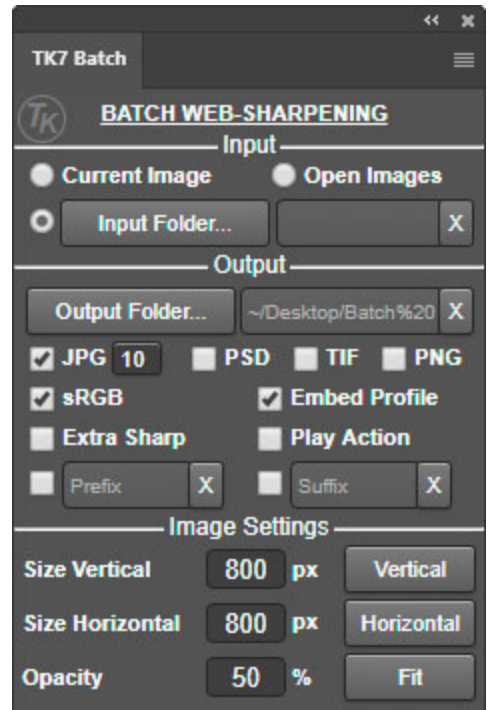 TK7 Batch
TK
BATCH WEB-SHARPENING
Input
Current Image Open Images
Input Folder... X
Output
Output Folder... ~/Desktop/Batch%20 X
JPG 10 PSD TIF PNG
sRGB Embed Profile
Extra Sharp Play Action
Prefix X Suffix X
Image Settings
Size Vertical 800 px Vertical
Size Horizontal 800 px Horizontal
Opacity 50 % Fit